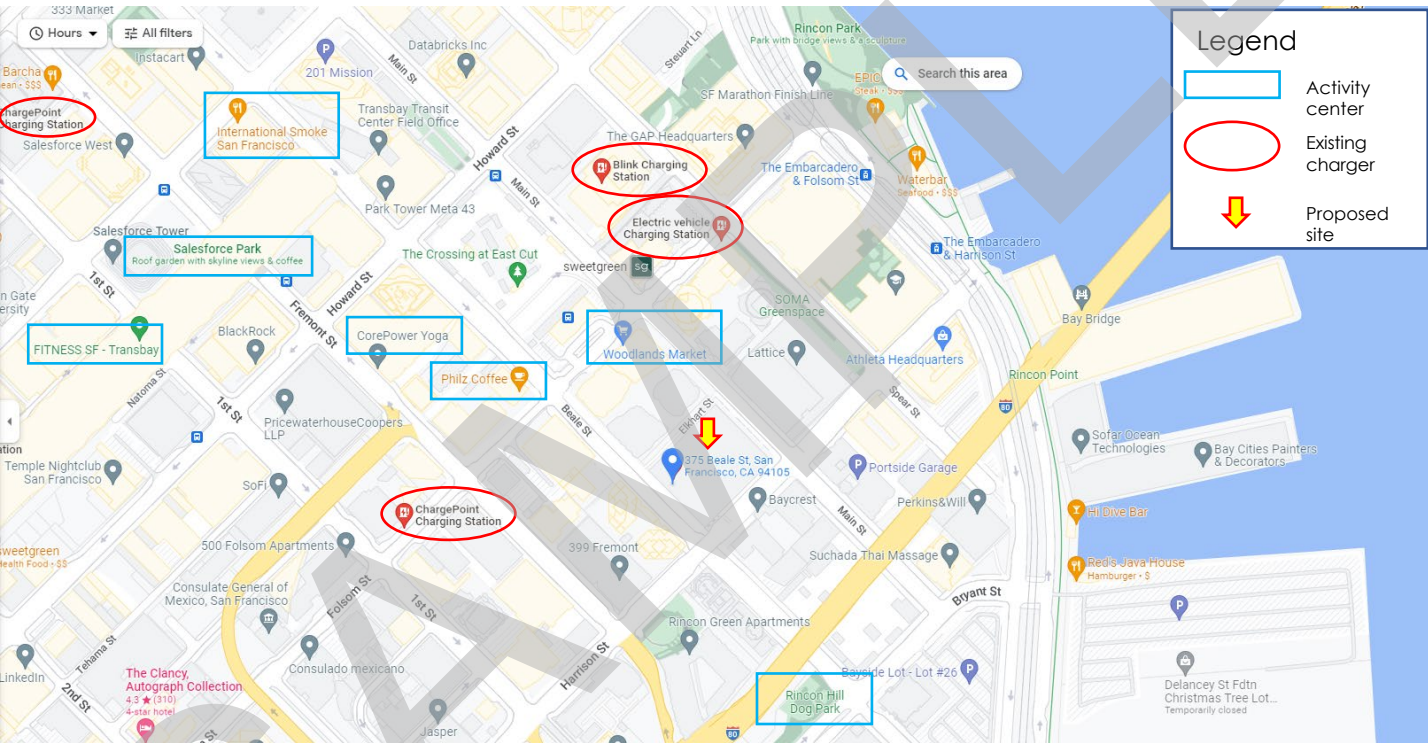 333 Market
Hours
All filters
Instacart
201 Mission
Databricks Inc
Main St
Steuart Ln
Rincon Park
Park with bridge views & a sculpture
Search this area
EPIC
Steak - $$$
SF Marathon Finish Line
Barcha
ean - $$$
ChargePoint
Charging Station
Salesforce West
International Smoke
San Francisco
Transbay Transit
Center Field Office
Howard St
The GAP Headquarters
Blink Charging
Station
The Embarcadero
& Folsom St
Waterbar
Seafood - $$$
Main St
Park Tower Meta 43
Electric vehicle
Charging Station
Salesforce Tower
Salesforce Park
Roof garden with skyline views & coffee
The Crossing at East Cut
sweetgreen
sg
The Embarcadero
& Harrison St
1st St
n Gate
ersity
Howard St
Fremont St
SOMA
Greenspace
Bay Bridge
BlackRock
CorePower Yoga
FITNESS SF - Transbay
Woodlands Market
Lattice
Athleta Headquarters
Philz Coffee
Rincon Point
Natoma St
1st St
Beale St
Elkhart St
Spear St
80
PricewaterhouseCoopers
LLP
Sofar Ocean
Technologies
Bay Cities Painters
& Decorators
ation
Temple Nightclub
San Francisco
SoFi
375 Beale St, San
Francisco, CA 94105
Portside Garage
Baycrest
Perkins&Will
Main St
Hi Dive Bar
ChargePoint
Charging Station
500 Folsom Apartments
399 Fremont
Suchada Thai Massage
sweetgreen
Health Food - $$
Red's Java House
Hamburger - $
Consulate General of
Mexico, San Francisco
Folsom St
1st St
Bryant St
Rincon Green Apartments
Tehama St
Harrison St
LinkedIn
2nd St
The Clancy,
Autograph Collection
4.3 ★ (310)
4-star hotel
Consulado mexicano
Bayside Lot - Lot #26
Rincon Hill
Dog Park
Delancey St Fdtn
Christmas Tree Lot...
Temporarily closed
Jasper
80
Legend
Activity
center
Existing
charger
Proposed
site